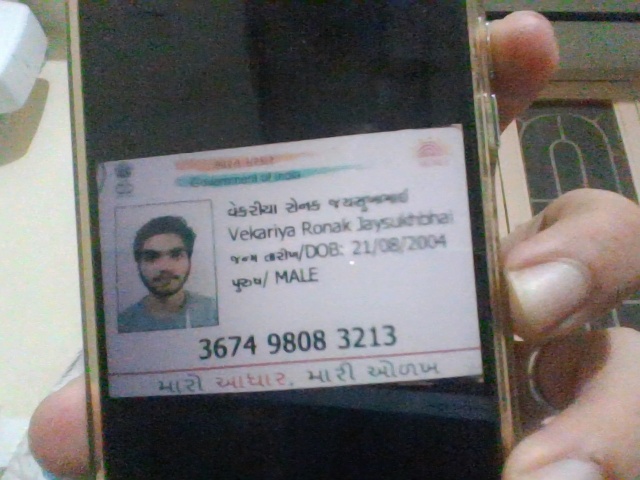 ભારત સરકાર
Government of India
વેકરીયા રોનક જયસુખભાઈ
Vekariya Ronak Jaysukhbhai
જન્મ તારીખ/DOB: 21/08/2004
પુરુષ/ MALE
3674 9808 3213
મારો આધાર, મારી ઓળખ